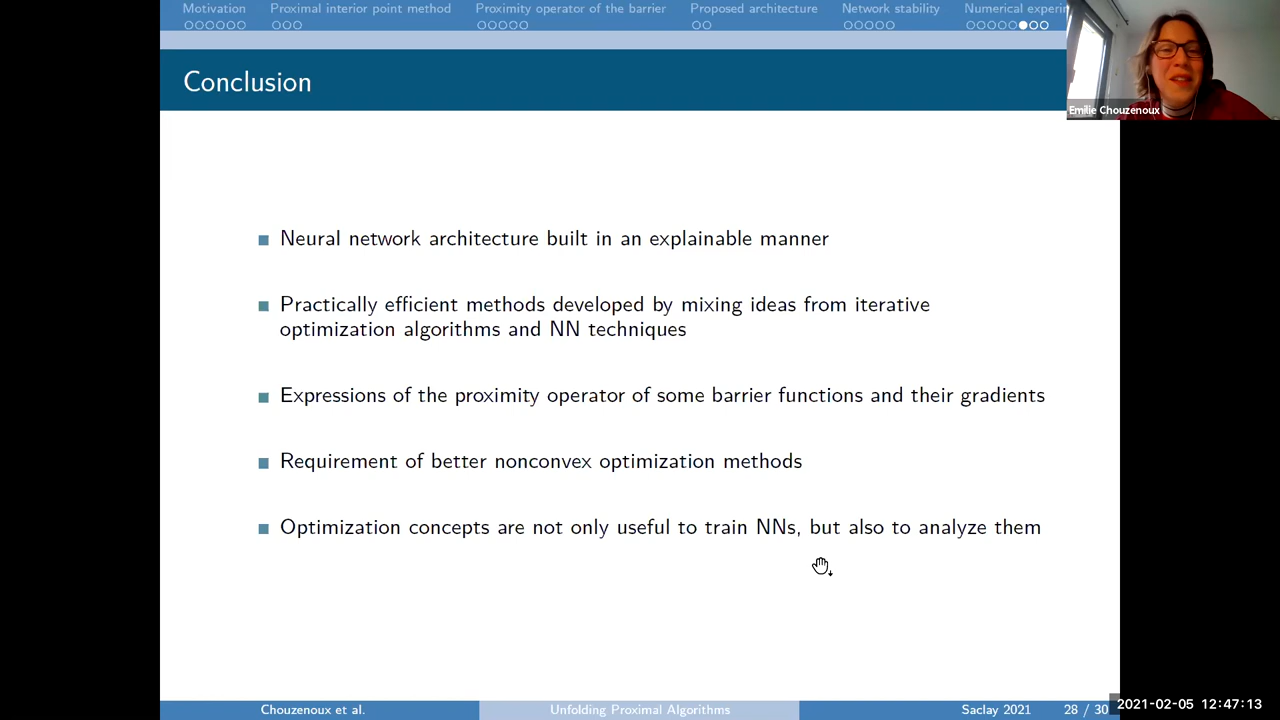 Motivation Proximal interior point method Proximity operator of the barrier Proposed architecture Network stability Numerical experin
Conclusion
Emilie Chouzenoux
Neural network architecture built in an explainable manner
Practically efficient methods developed by mixing ideas from iterative
optimization algorithms and NN techniques
Expressions of the proximity operator of some barrier functions and their gradients
Requirement of better nonconvex optimization methods
Optimization concepts are not only useful to train NNs, but also to analyze them
Chouzenoux et al. Unfolding Proximal Algorithms Saclay 2021 28 / 30
2021-02-05 12:47:13